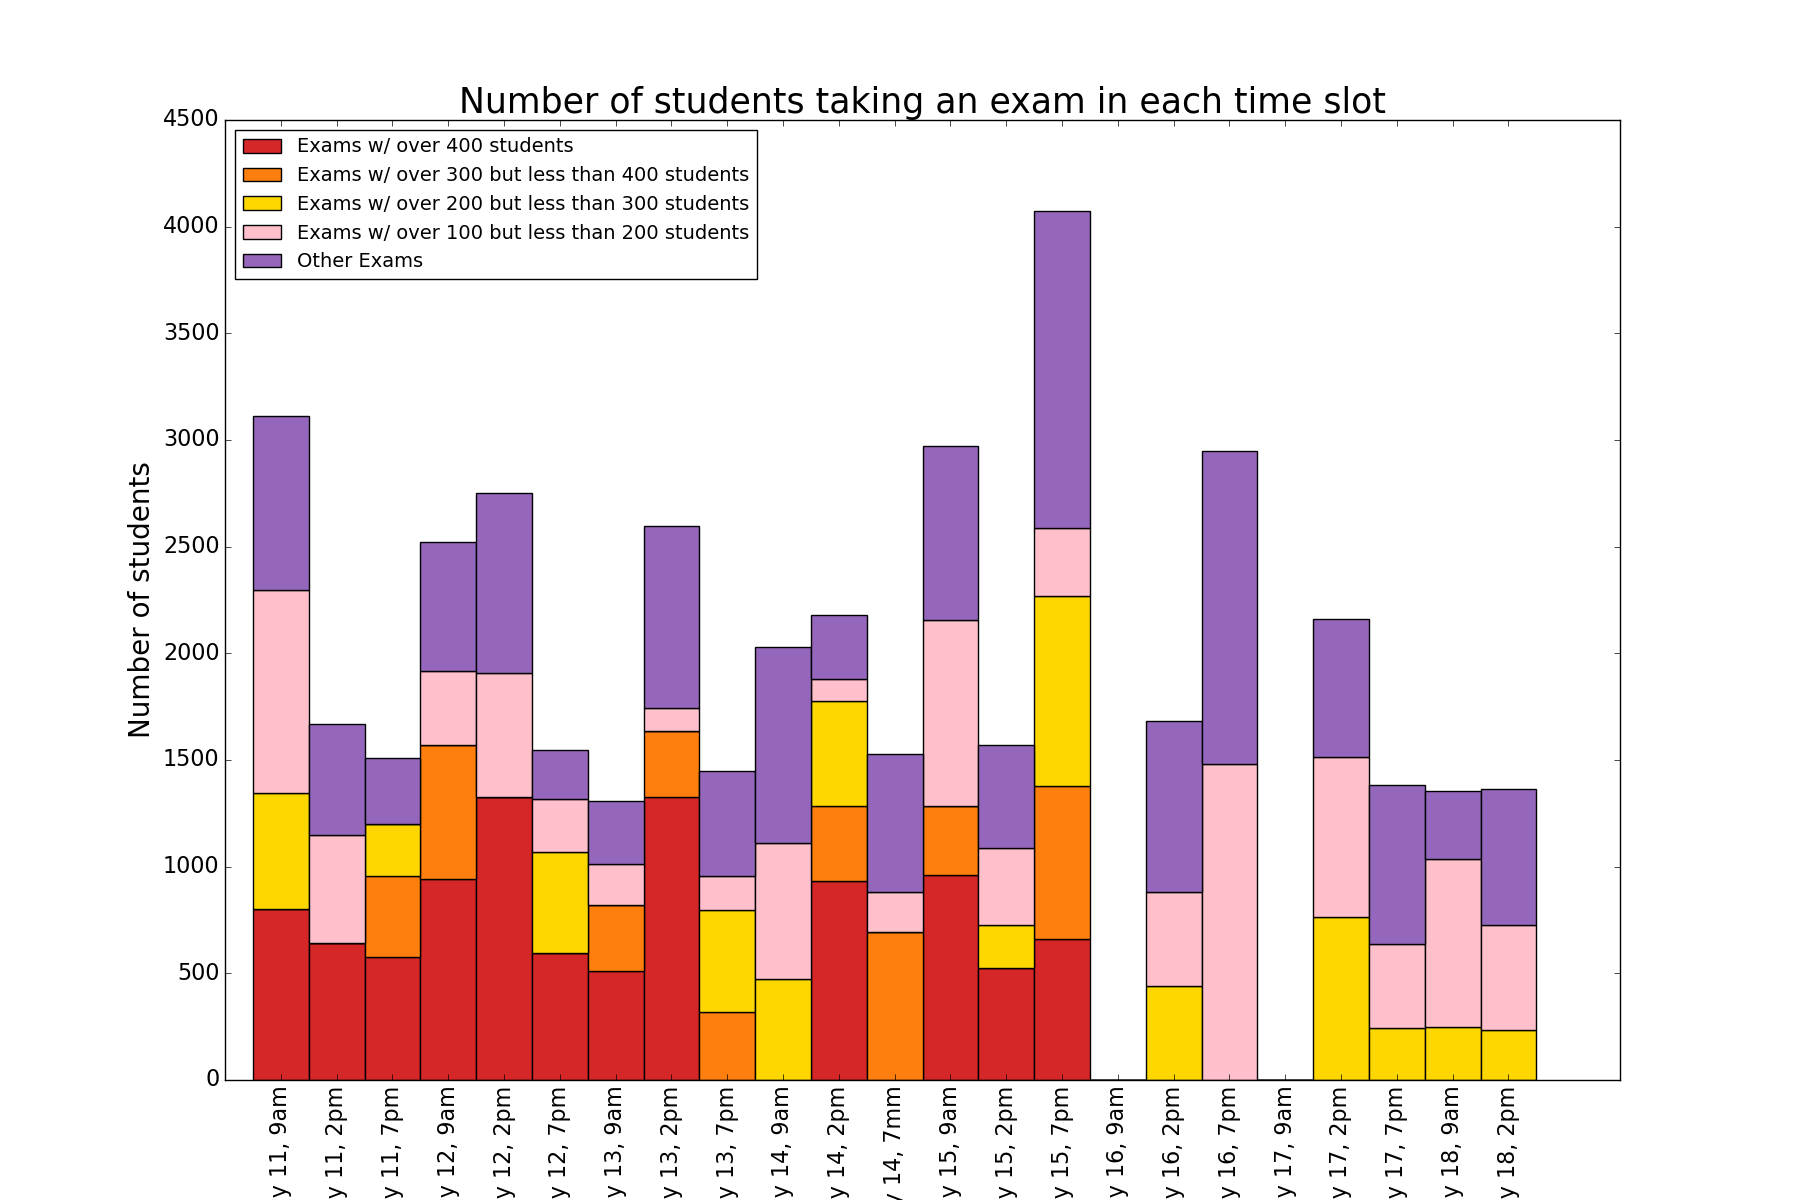 Number of students taking an exam in each time slot
Exams w/ over 400 students
Exams w/ over 300 but less than 400 students
Exams w/ over 200 but less than 300 students
Exams w/ over 100 but less than 200 students
Other Exams
4500
4000
3500
3000
2500
2000
1500
1000
500
0
Number of students
y 11, 9am
y 11, 2pm
y 11, 7pm
y 12, 9am
y 12, 2pm
y 12, 7pm
y 13, 9am
y 13, 2pm
y 13, 7pm
y 14, 9am
y 14, 2pm
y 14, 7mm
y 15, 9am
y 15, 2pm
y 15, 7pm
y 16, 9am
y 16, 2pm
y 16, 7pm
y 17, 9am
y 17, 2pm
y 17, 7pm
y 18, 9am
y 18, 2pm